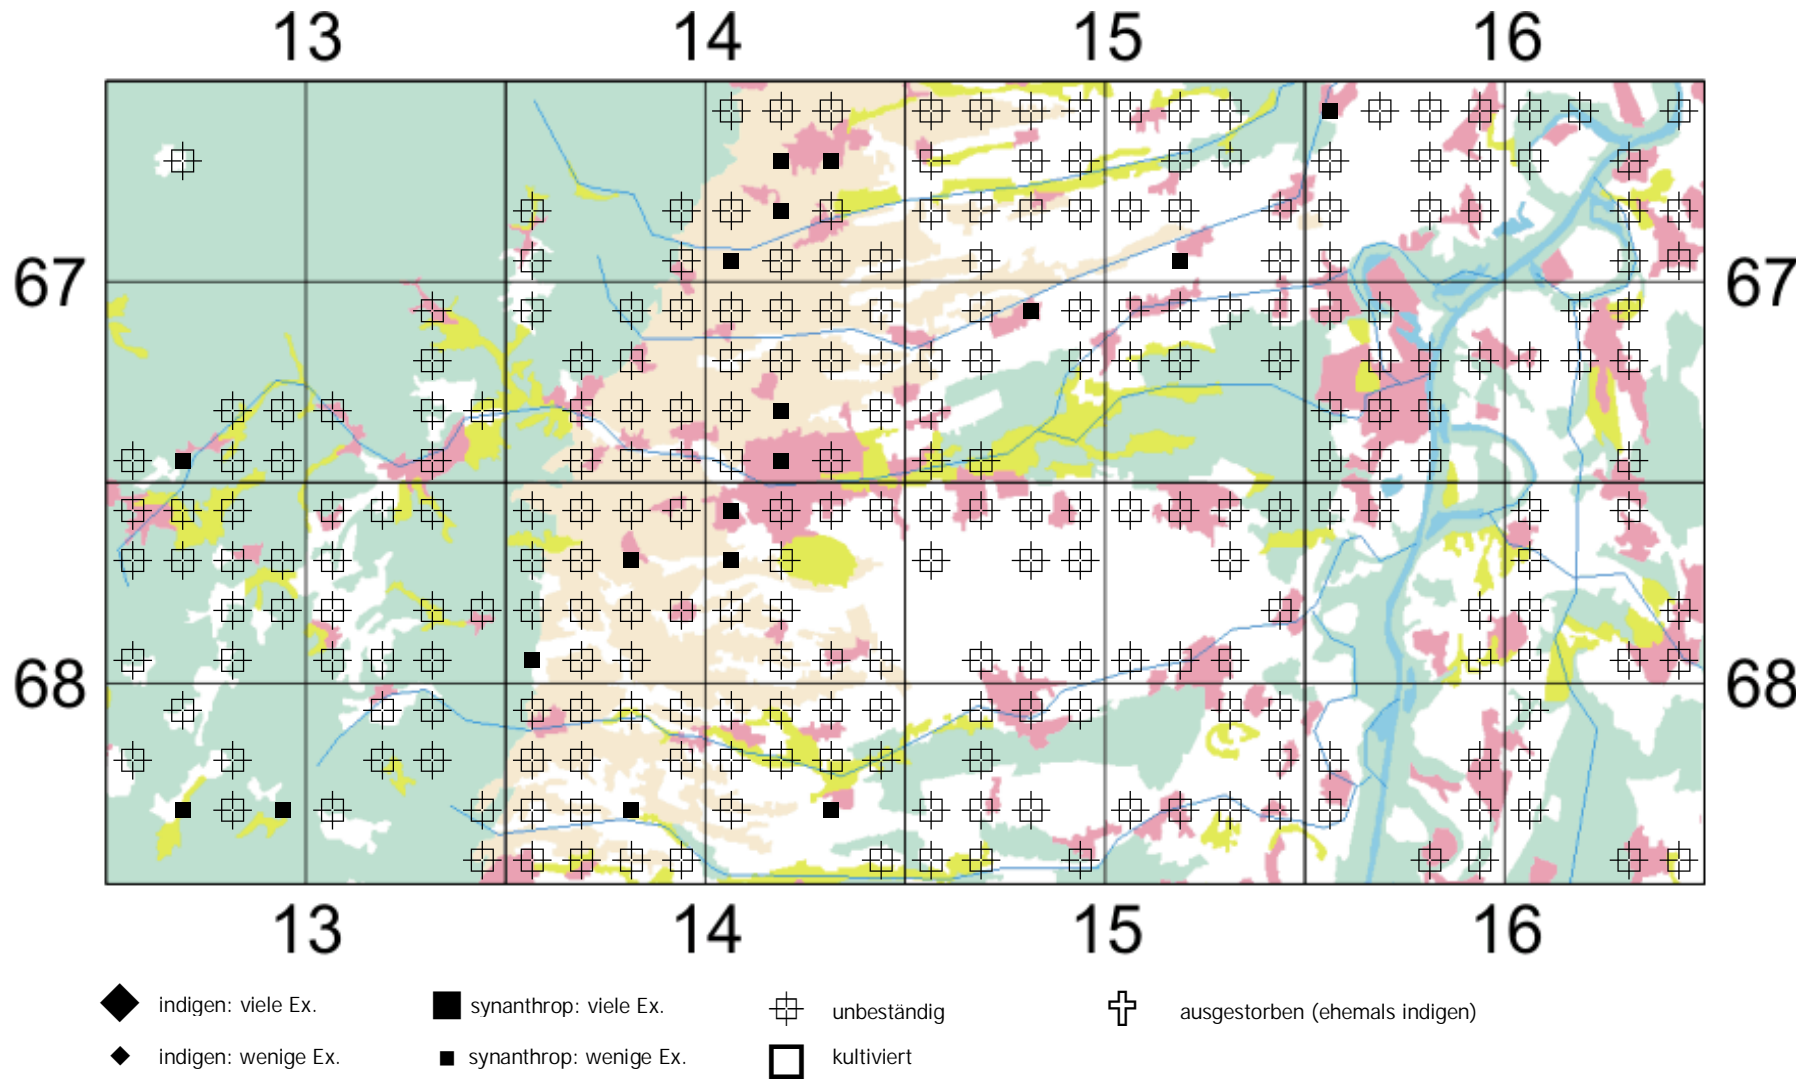 13 14 15 16
67 67
68 68
13 14 15 16
indigen: viele Ex. synanthrop: viele Ex. unbeständig ausgestorben (ehemals indigen)
indigen: wenige Ex. synanthrop: wenige Ex. kultiviert